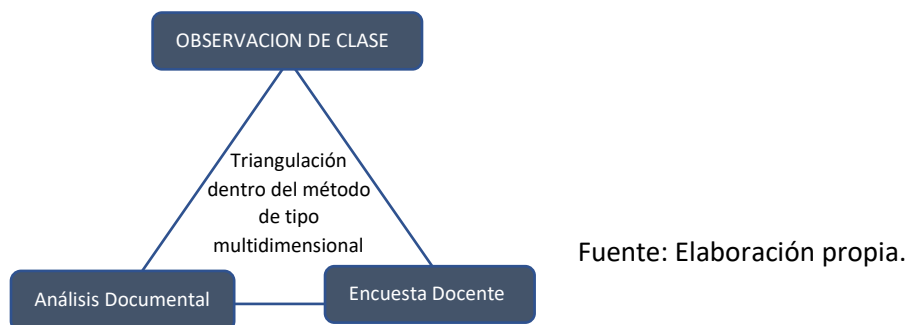 OBSERVACION DE CLASE
Triangulación
dentro del método
de tipo
multidimensional
Fuente: Elaboración propia.
Análisis Documental
Encuesta Docente